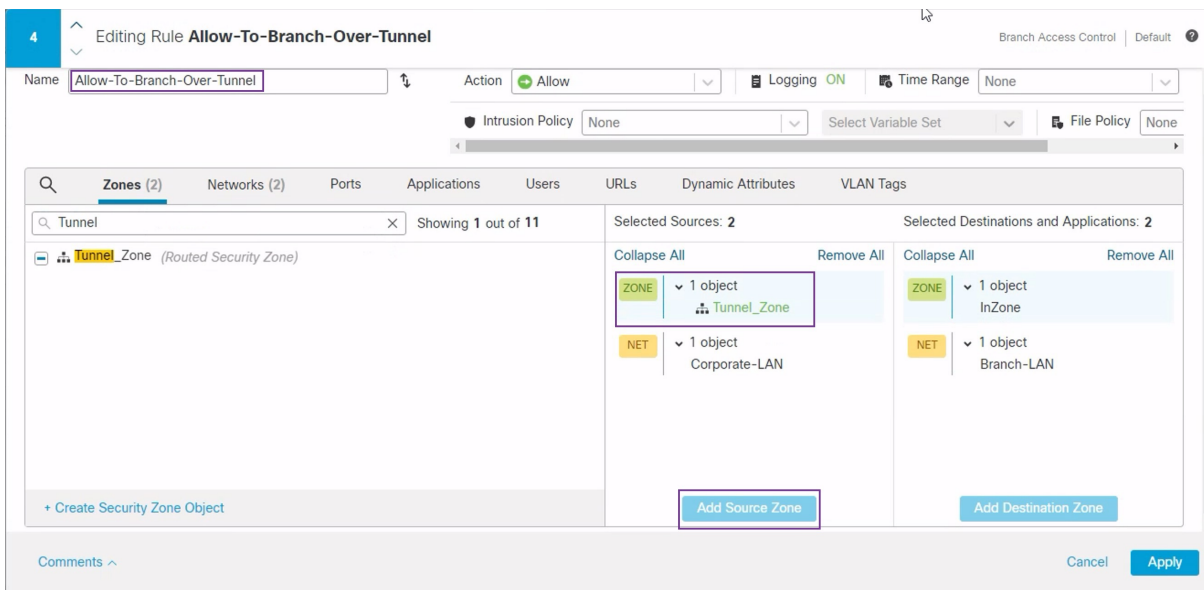 4 Editing Rule Allow-To-Branch-Over-Tunnel Branch Access Control | Default ?
Name Allow-To-Branch-Over-Tunnel Action Allow Logging ON Time Range None
Intrusion Policy None Select Variable Set File Policy None
Zones (2) Networks (2) Ports Applications Users URLs Dynamic Attributes VLAN Tags
Tunnel Showing 1 out of 11 Selected Sources: 2 Selected Destinations and Applications: 2
Tunnel_Zone (Routed Security Zone) Collapse All Remove All Collapse All Remove All
ZONE 1 object ZONE 1 object
Tunnel_Zone InZone
NET 1 object NET 1 object
Corporate-LAN Branch-LAN
+ Create Security Zone Object Add Source Zone Add Destination Zone
Comments Cancel Apply